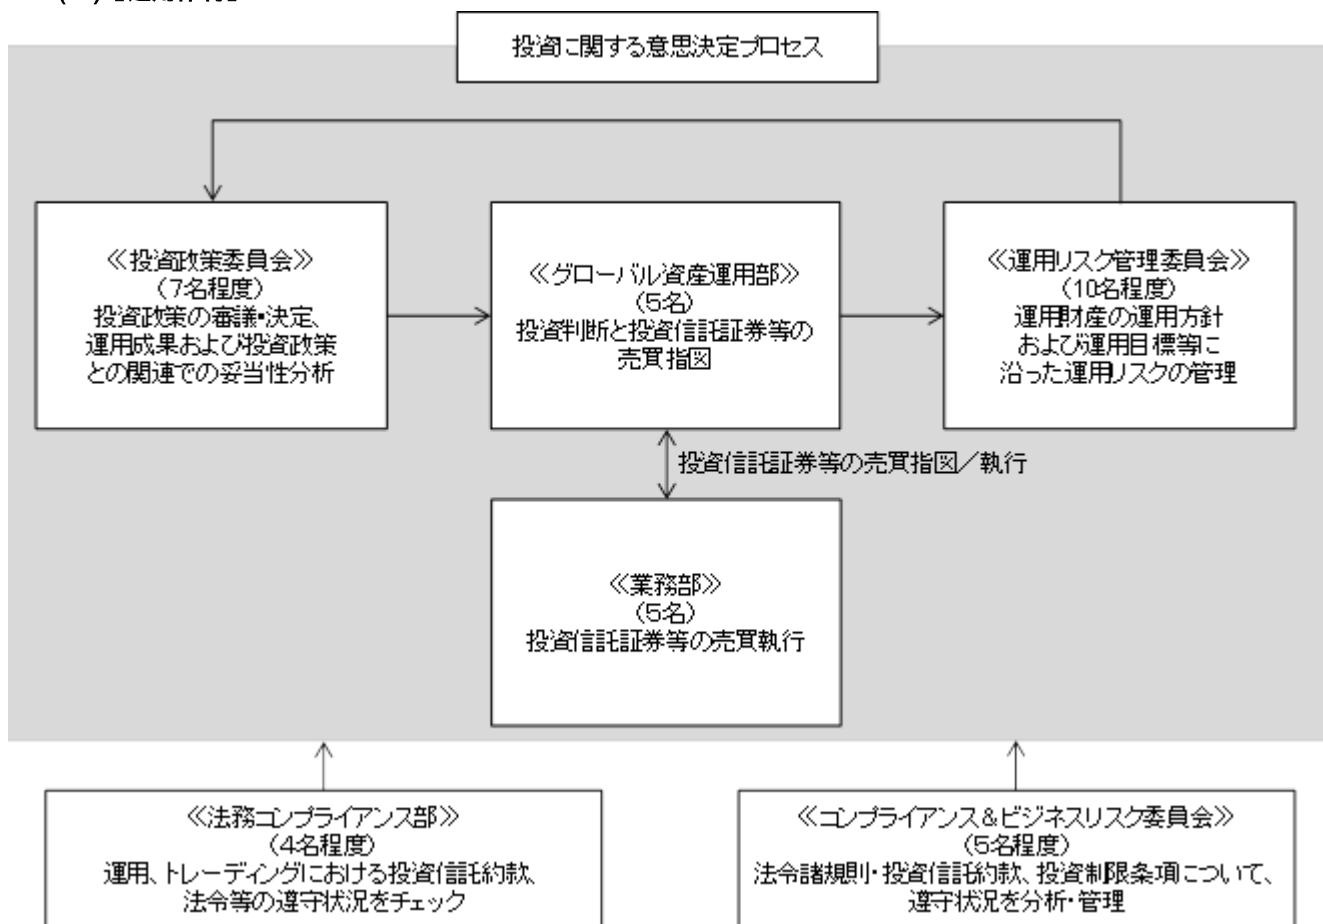 投資に関する意思決定プロセス
≪投資政策委員会≫
(7名程度)
投資政策の審議・決定、
運用成果および投資政策
との関連での妥当性分析
≪グローバル資産運用部≫
(5名)
投資判断と投資信託証券等の
売買指図
≪運用リスク管理委員会≫
(10名程度)
運用財産の運用方針
および運用目標等に
沿った運用リスクの管理
投資信託証券等の売買指図/執行
≪業務部≫
(5名)
投資信託証券等の売買執行
≪法務コンプライアンス部≫
(4名程度)
運用、トレーディングにおける投資信託約款、
法令等の遵守状況をチェック
≪コンプライアンス&ビジネスリスク委員会≫
(5名程度)
法令諸規則・投資信託約款、投資制限条項について、
遵守状況を分析・管理